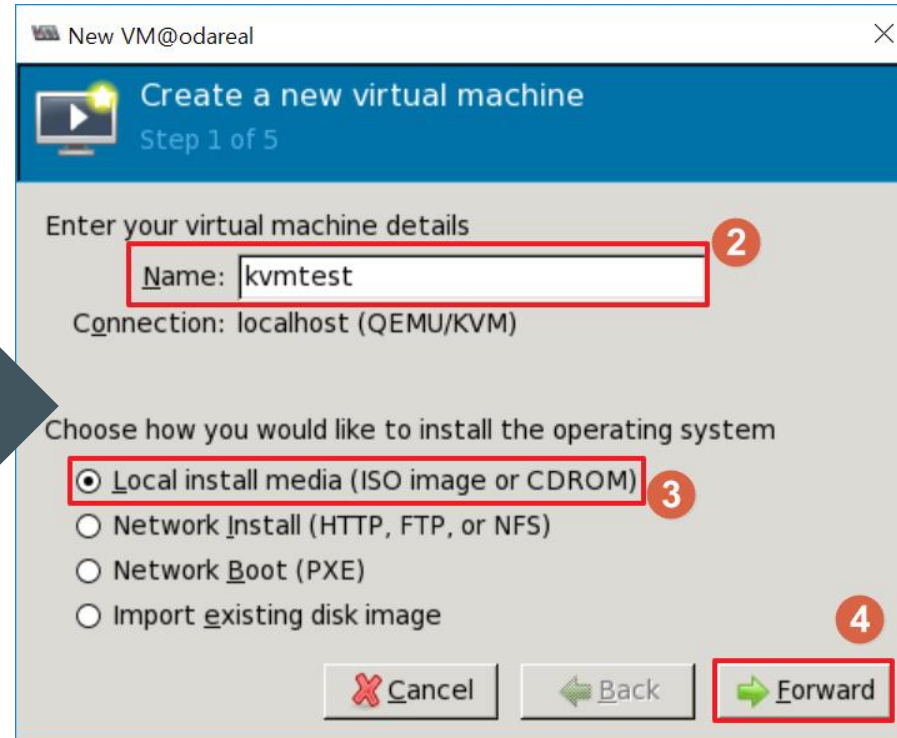 New VM@odareal
Create a new virtual machine
Step 1 of 5
Enter your virtual machine details
2
Name: kvmtest
Connection: localhost (QEMU/KVM)
Choose how you would like to install the operating system
Local install media (ISO image or CDROM)
3
Network Install (HTTP, FTP, or NFS)
Network Boot (PXE)
Import existing disk image
4
Cancel Back Forward